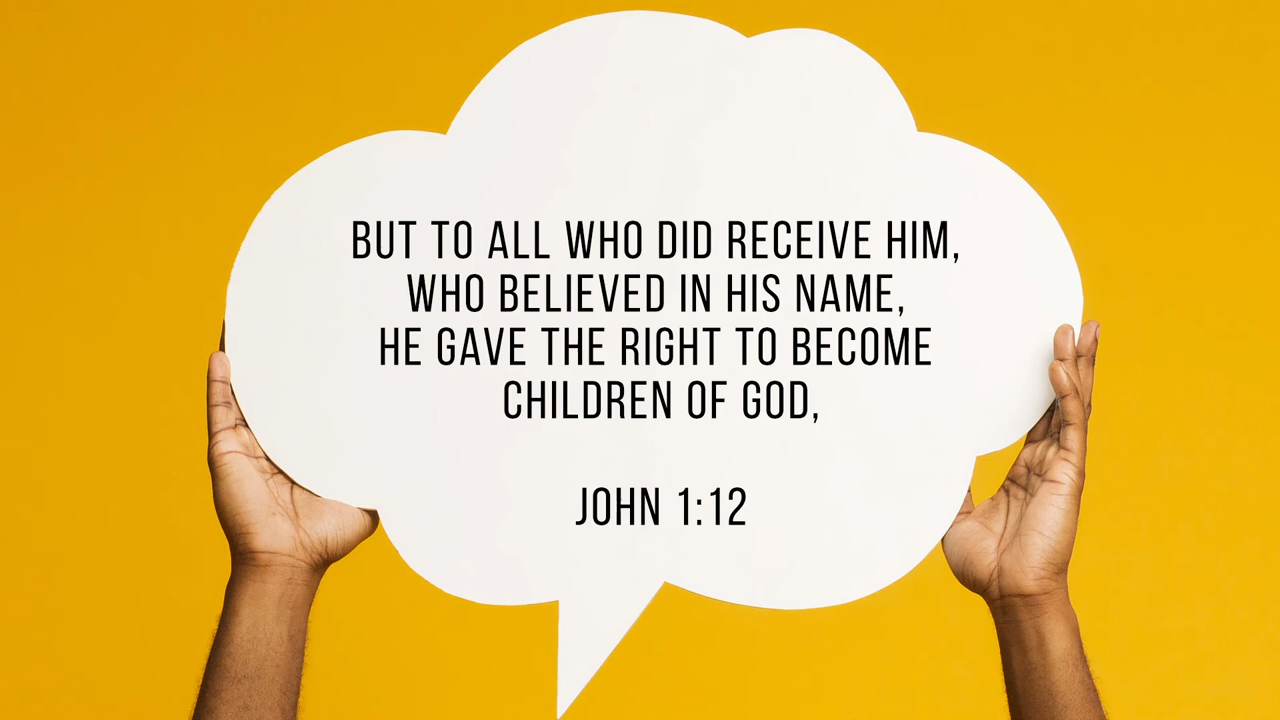 BUT TO ALL WHO DID RECEIVE HIM,
WHO BELIEVED IN HIS NAME,
HE GAVE THE RIGHT TO BECOME
CHILDREN OF GOD,
JOHN 1:12